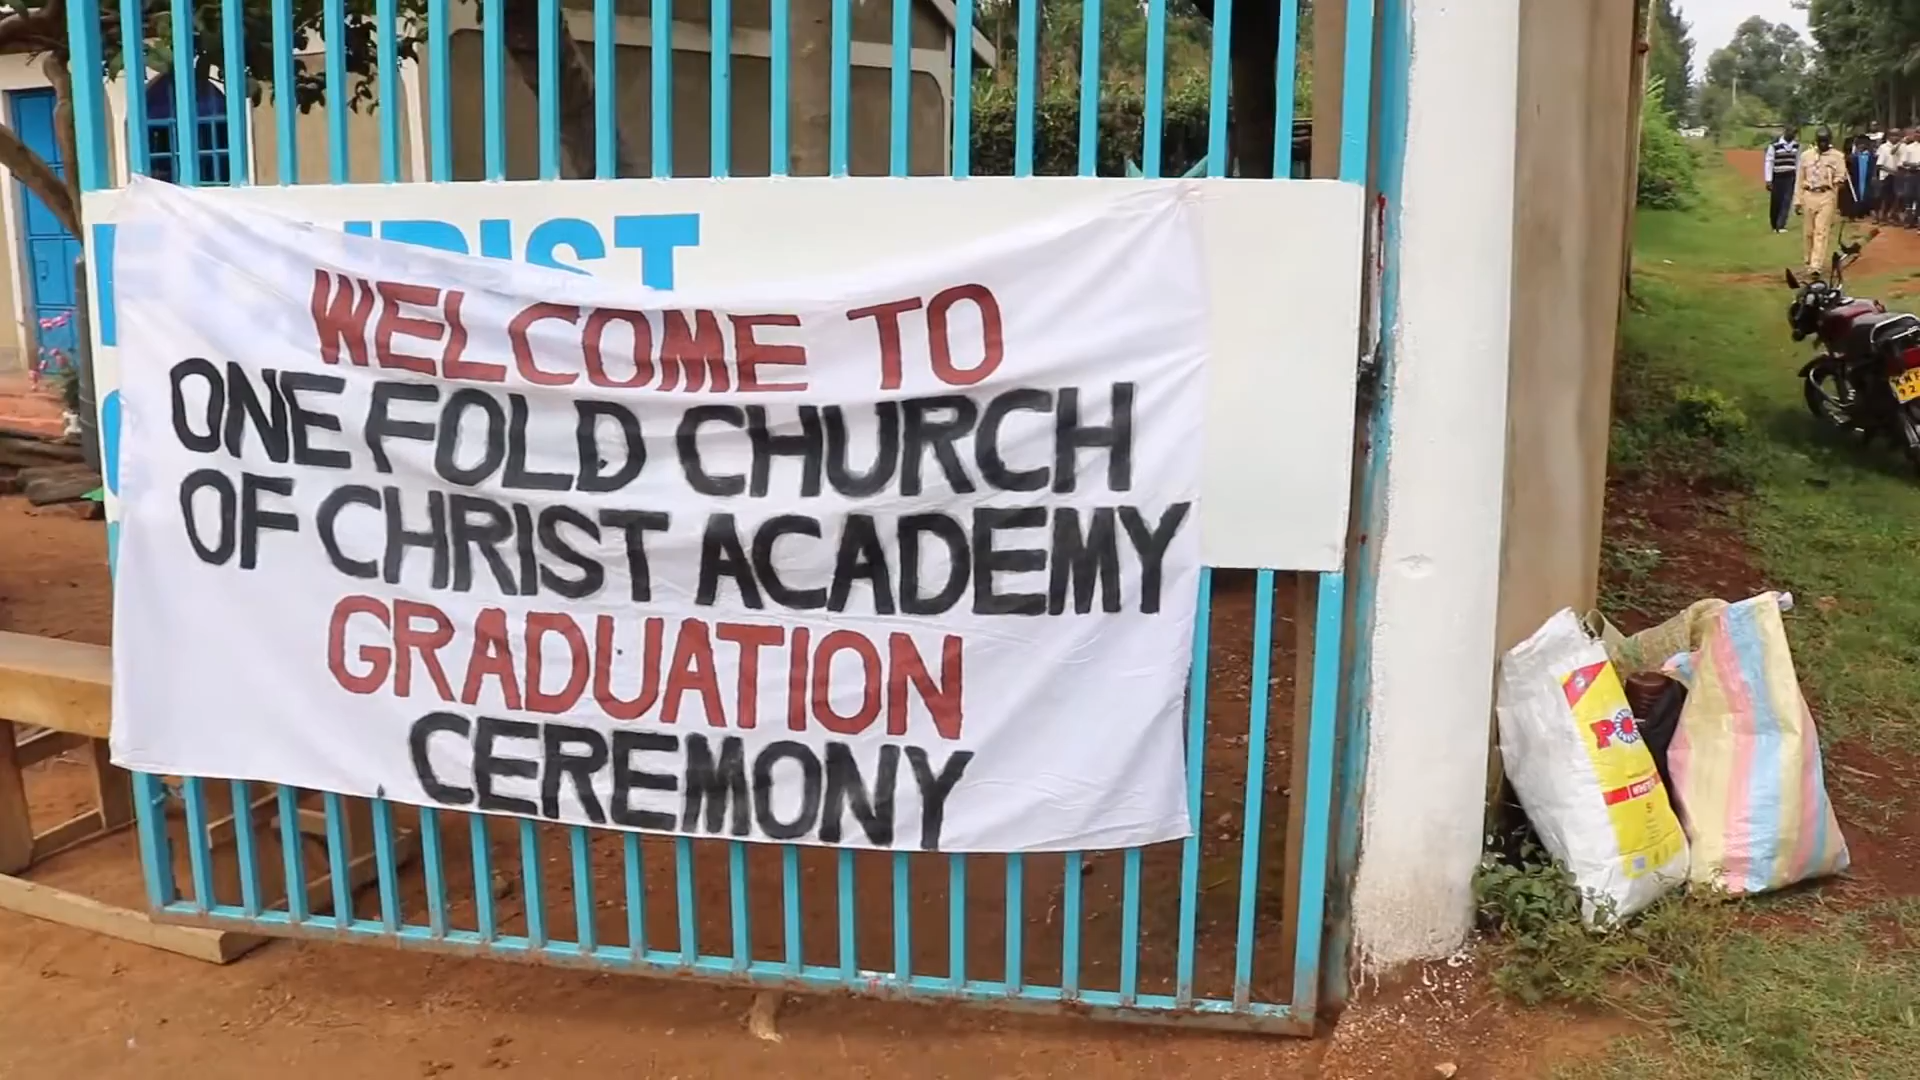 WELCOME TO
ONE FOLD CHURCH
OF CHRIST ACADEMY
GRADUATION
CEREMONY